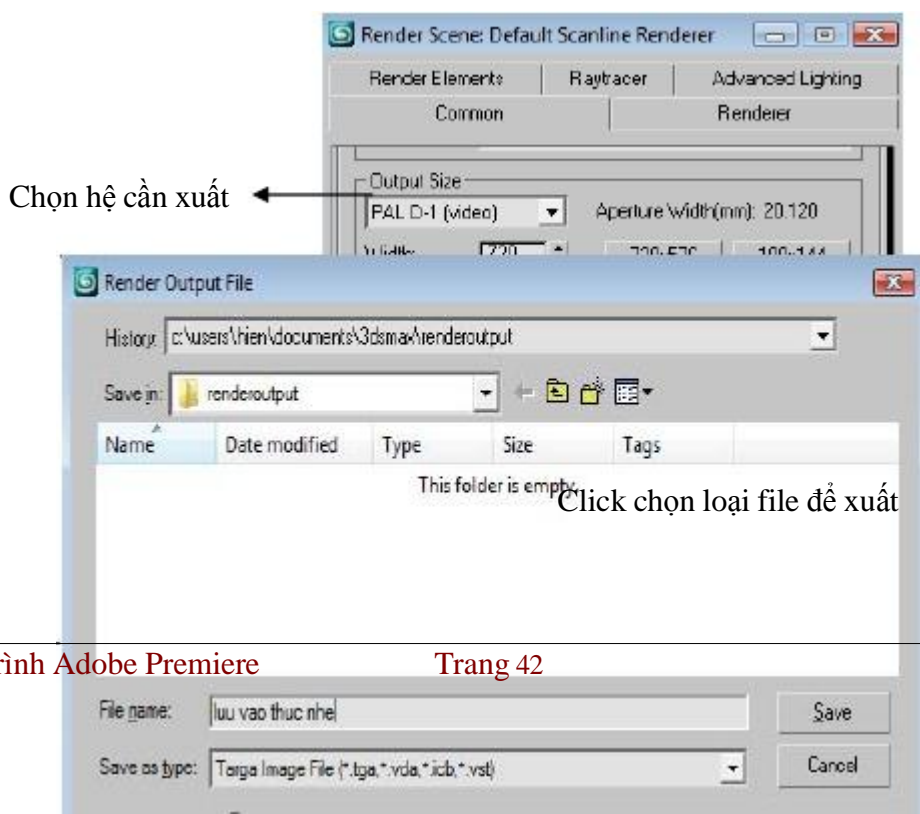 Render Scene: Default Scanline Renderer
Render Elements Raytracer Advanced Lighting
Common Renderer
Output Size
Chọn hệ cần xuất
PAL D-1 (video) Aperture Width(mm): 20.120
Width: 720 720x576 180x144
Render Output File
History: c:\users\hien\documents\3dsmax\renderoutput
Save in: renderoutput
Name Date modified Type Size Tags
This folder is empty.
Click chọn loại file để xuất
rình Adobe Premiere Trang 42
File name: luu vao thuc nhe Save
Save as type: Targa Image File (*.tga,*.vda,*.icb,*.vst) Cancel